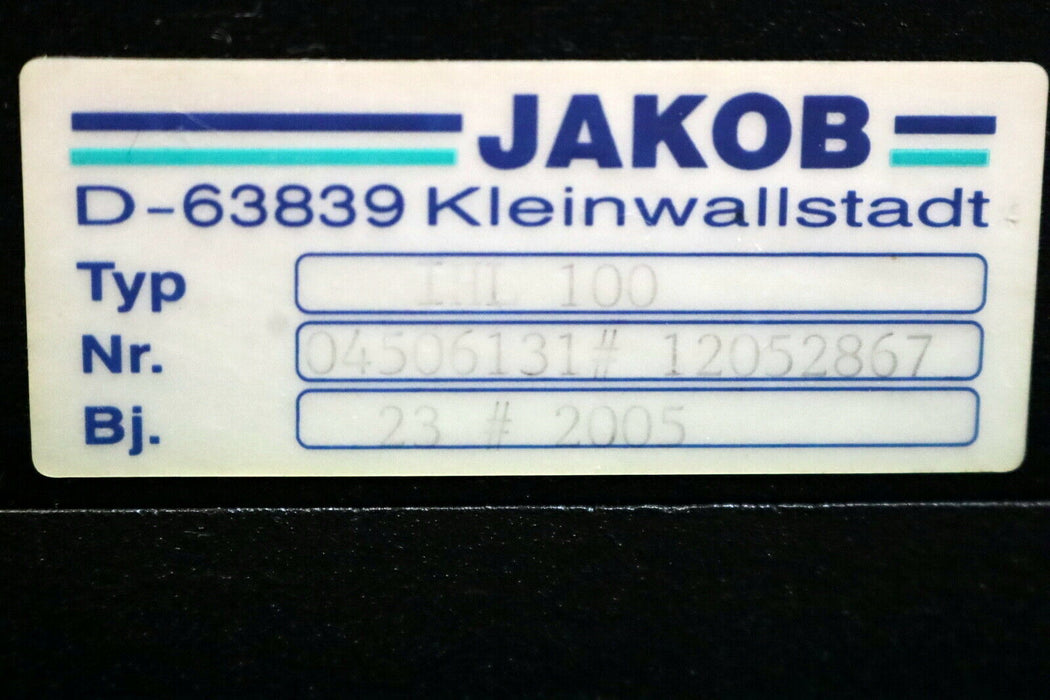 JAKOB
D-63839 Kleinwallstadt
Typ IHL 100
Nr. 04506131# 12052867
Bj. 23 # 2005